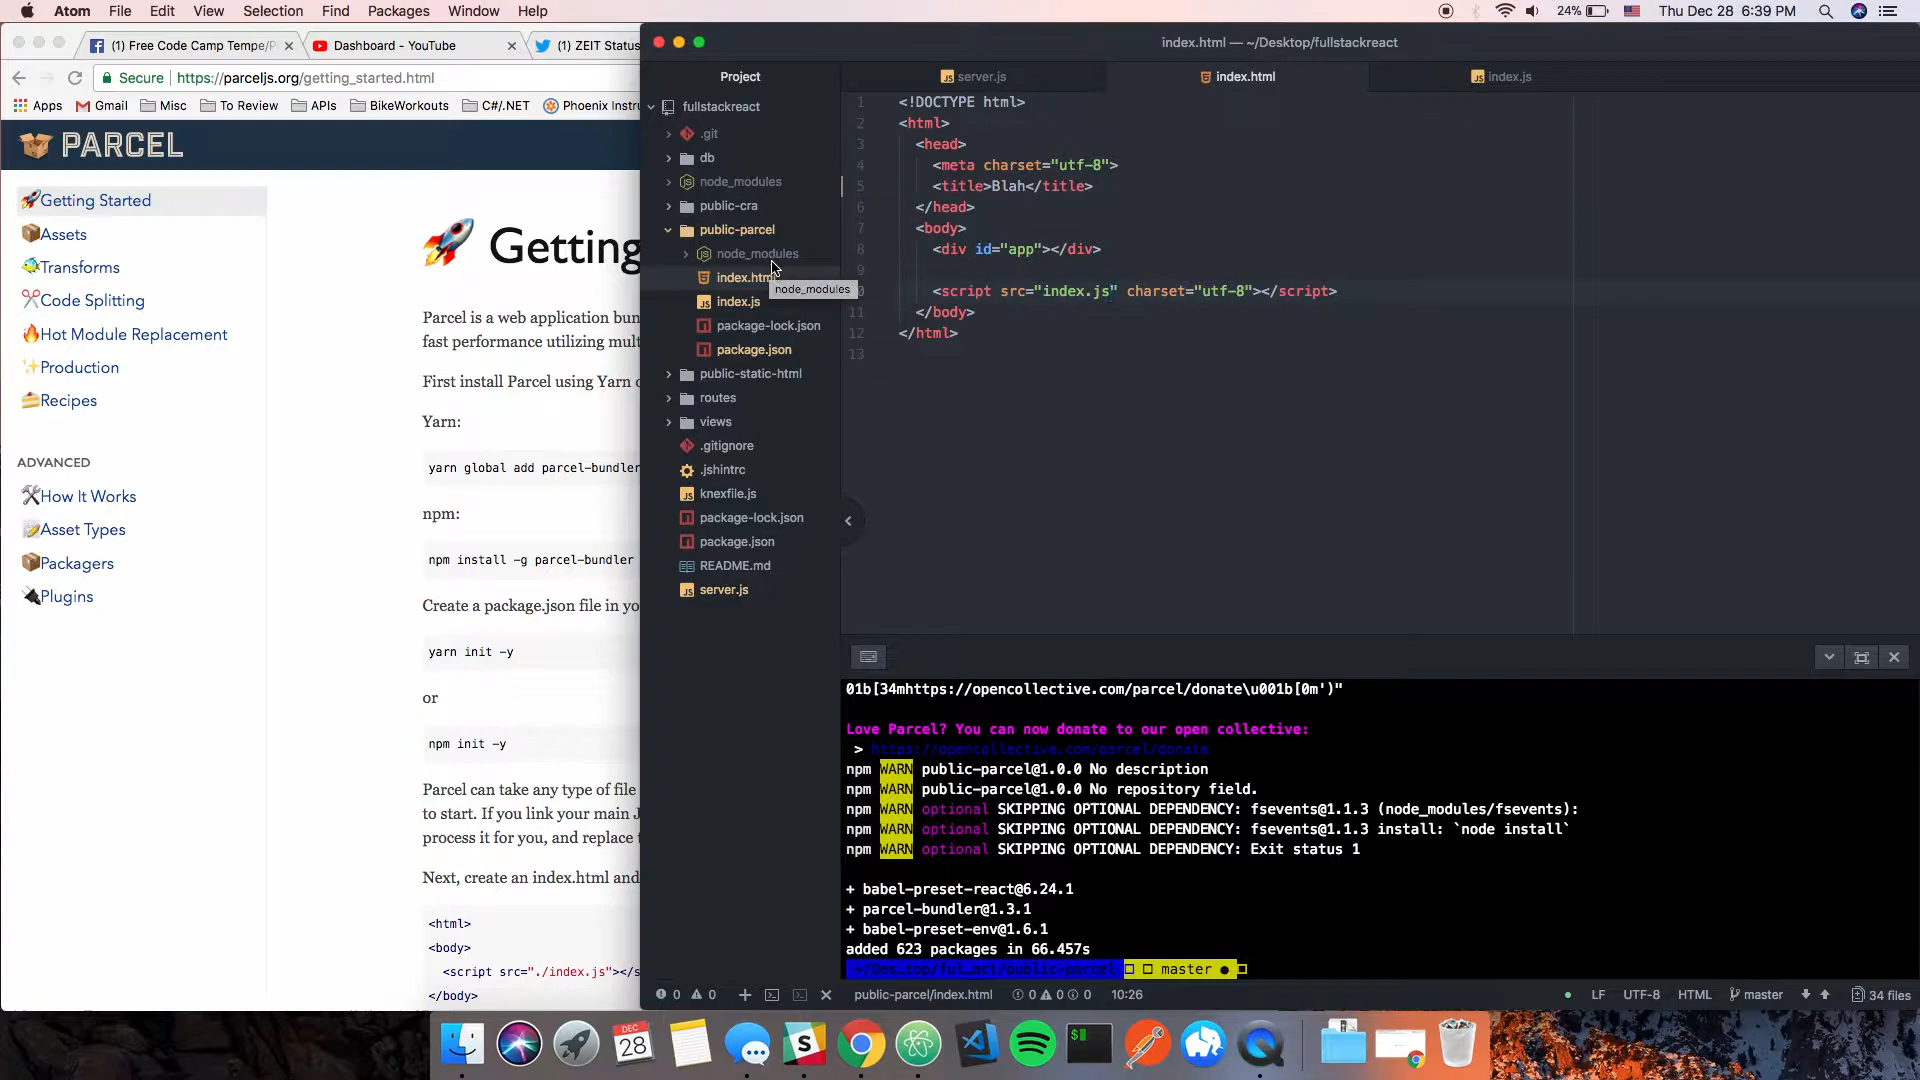 Atom File Edit View Selection Find Packages Window Help
24% Thu Dec 28 6:39 PM
(1) Free Code Camp Tempe/P
Dashboard - YouTube
(1) ZEIT Status
Secure https://parceljs.org/getting_started.html
Apps Gmail Misc To Review APIs BikeWorkouts C#/.NET Phoenix Instru
PARCEL
Getting Started
Assets
Transforms
Code Splitting
Hot Module Replacement
Production
Recipes
ADVANCED
How It Works
Asset Types
Packagers
Plugins
Getting
Parcel is a web application bun
fast performance utilizing mult
First install Parcel using Yarn o
Yarn:
yarn global add parcel-bundler
npm:
npm install -g parcel-bundler
Create a package.json file in yo
yarn init -y
or
npm init -y
Parcel can take any type of file
to start. If you link your main J
process it for you, and replace t
Next, create an index.html and
<html>
<body>
<script src="./index.js"></s
</body>
index.html — ~/Desktop/fullstackreact
Project
fullstackreact
.git
db
node_modules
public-cra
public-parcel
node_modules
index.html
node_modules
index.js
package-lock.json
package.json
public-static-html
routes
views
.gitignore
.jshintrc
knexfile.js
package-lock.json
package.json
README.md
server.js
server.js index.html index.js
1 <!DOCTYPE html>
2 <html>
3 <head>
4 <meta charset="utf-8">
5 <title>Blah</title>
6 </head>
7 <body>
8 <div id="app"></div>
9
10 <script src="index.js" charset="utf-8"></script>
11 </body>
12 </html>
13
01b[34mhttps://opencollective.com/parcel/donate\u001b[0m')"
Love Parcel? You can now donate to our open collective:
> https://opencollective.com/parcel/donate
npm WARN public-parcel@1.0.0 No description
npm WARN public-parcel@1.0.0 No repository field.
npm WARN optional SKIPPING OPTIONAL DEPENDENCY: fsevents@1.1.3 (node_modules/fsevents):
npm WARN optional SKIPPING OPTIONAL DEPENDENCY: fsevents@1.1.3 install: `node install`
npm WARN optional SKIPPING OPTIONAL DEPENDENCY: Exit status 1
+ babel-preset-react@6.24.1
+ parcel-bundler@1.3.1
+ babel-preset-env@1.6.1
added 623 packages in 66.457s
~/Des…top/ful…act/public-parcel master ●
0 0 public-parcel/index.html 0 0 0 10:26 LF UTF-8 HTML master 34 files
DEC
28
$